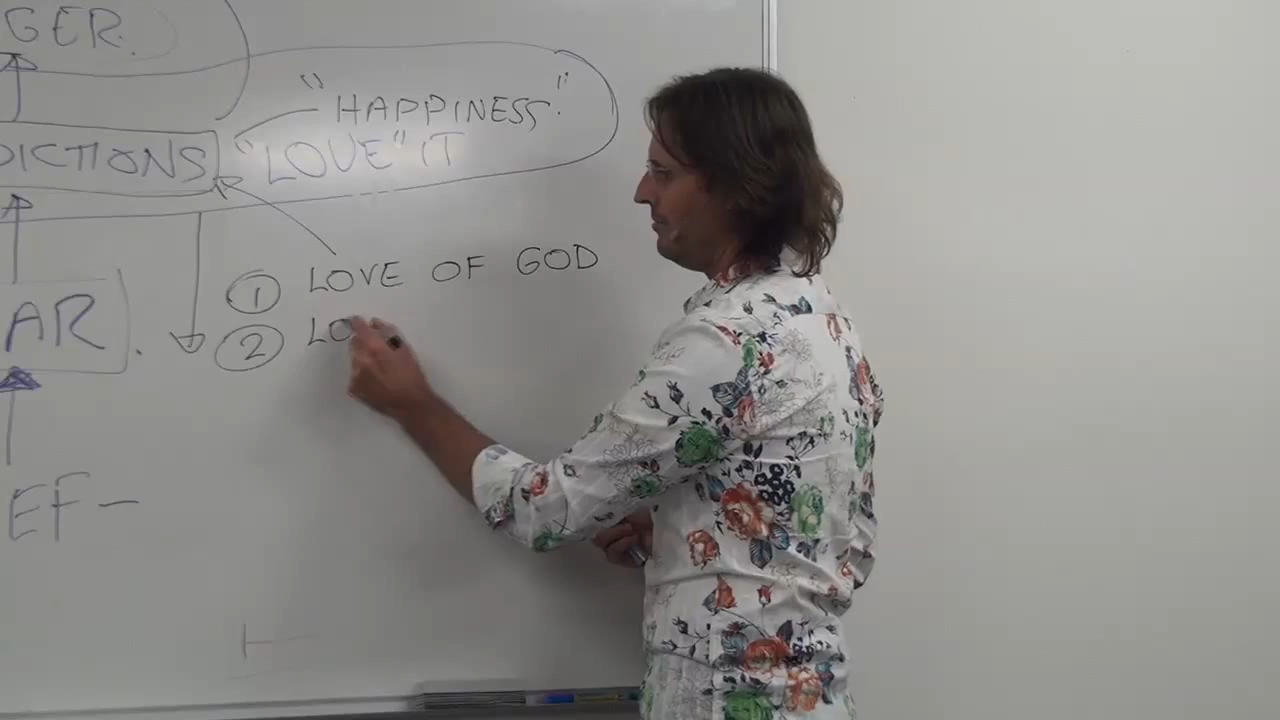 GER.
"HAPPINESS."
DICTIONS "LOVE" IT
1 LOVE OF GOD
AR. 2 LO
EF -